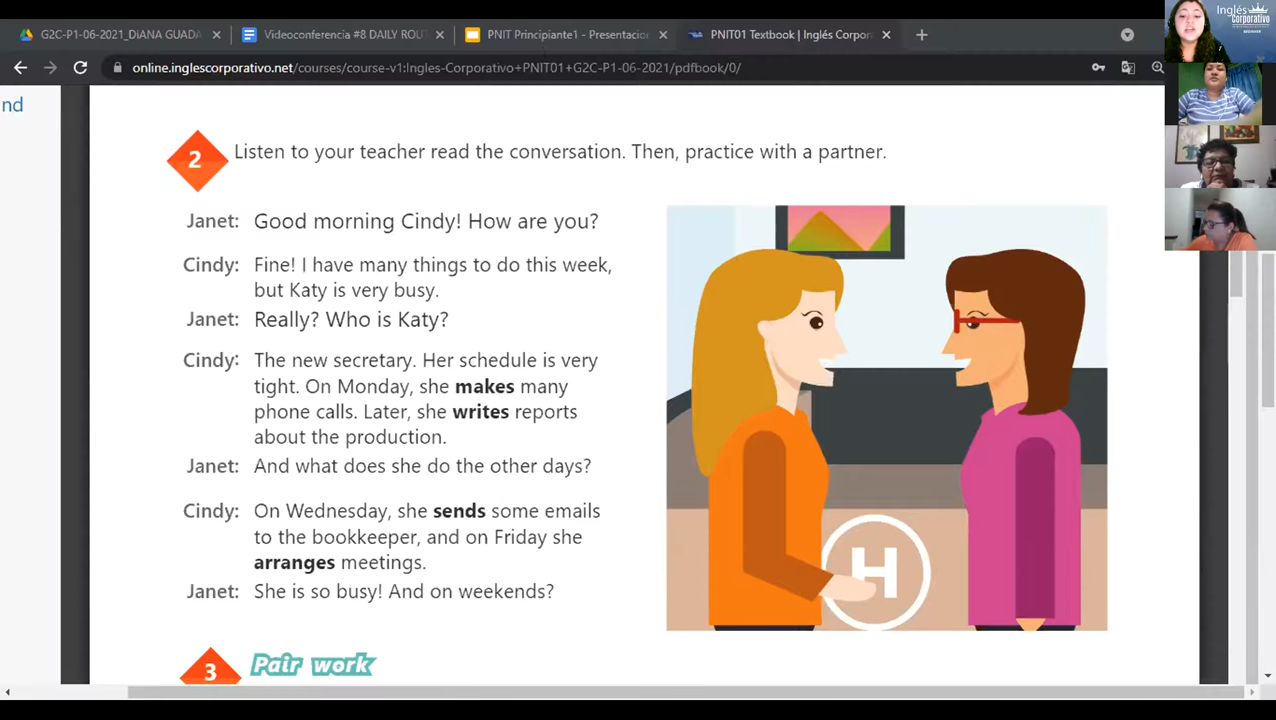 G2C-P1-06-2021_DIANA GUADA
Videoconferencia #8 DAILY ROUT
PNIT Principiante1 - Presentacio
PNIT01 Textbook | Inglés Corpor
online.inglescorporativo.net/courses/course-v1:Ingles-Corporativo+PNIT01+G2C-P1-06-2021/pdfbook/0/
Inglés
Corporativo
nd
2
Listen to your teacher read the conversation. Then, practice with a partner.
Janet: Good morning Cindy! How are you?
Cindy: Fine! I have many things to do this week,
but Katy is very busy.
Janet: Really? Who is Katy?
Cindy: The new secretary. Her schedule is very
tight. On Monday, she makes many
phone calls. Later, she writes reports
about the production.
Janet: And what does she do the other days?
Cindy: On Wednesday, she sends some emails
to the bookkeeper, and on Friday she
arranges meetings.
Janet: She is so busy! And on weekends?
H
3
Pair work